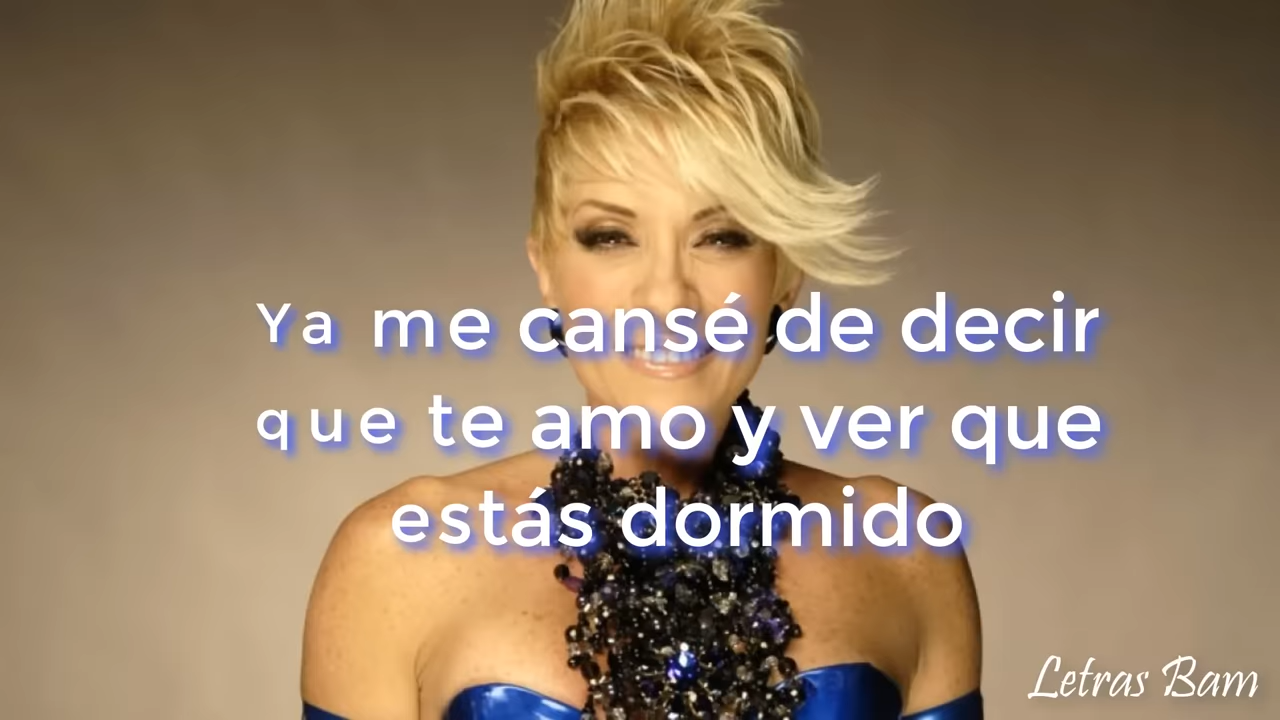 Ya me cansé de decir
que te amo y ver que
estás dormido
Letras Bam